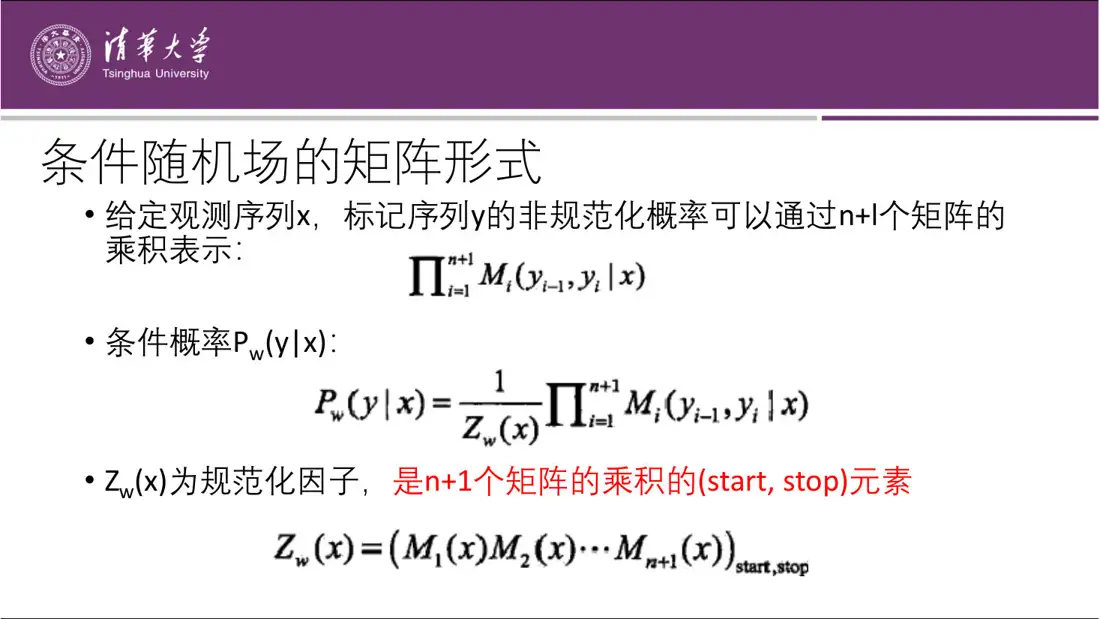 清华大学
Tsinghua University
条件随机场的矩阵形式
• 给定观测序列x，标记序列y的非规范化概率可以通过n+l个矩阵的
乘积表示：
∏_{i=1}^{n+1} M_i(y_{i-1}, y_i | x)
• 条件概率P_w(y|x)：
P_w(y | x) = \frac{1}{Z_w(x)} ∏_{i=1}^{n+1} M_i(y_{i-1}, y_i | x)
• Z_w(x)为规范化因子，是n+1个矩阵的乘积的(start, stop)元素
Z_w(x) = (M_1(x)M_2(x)⋯M_{n+1}(x))_{start,stop}